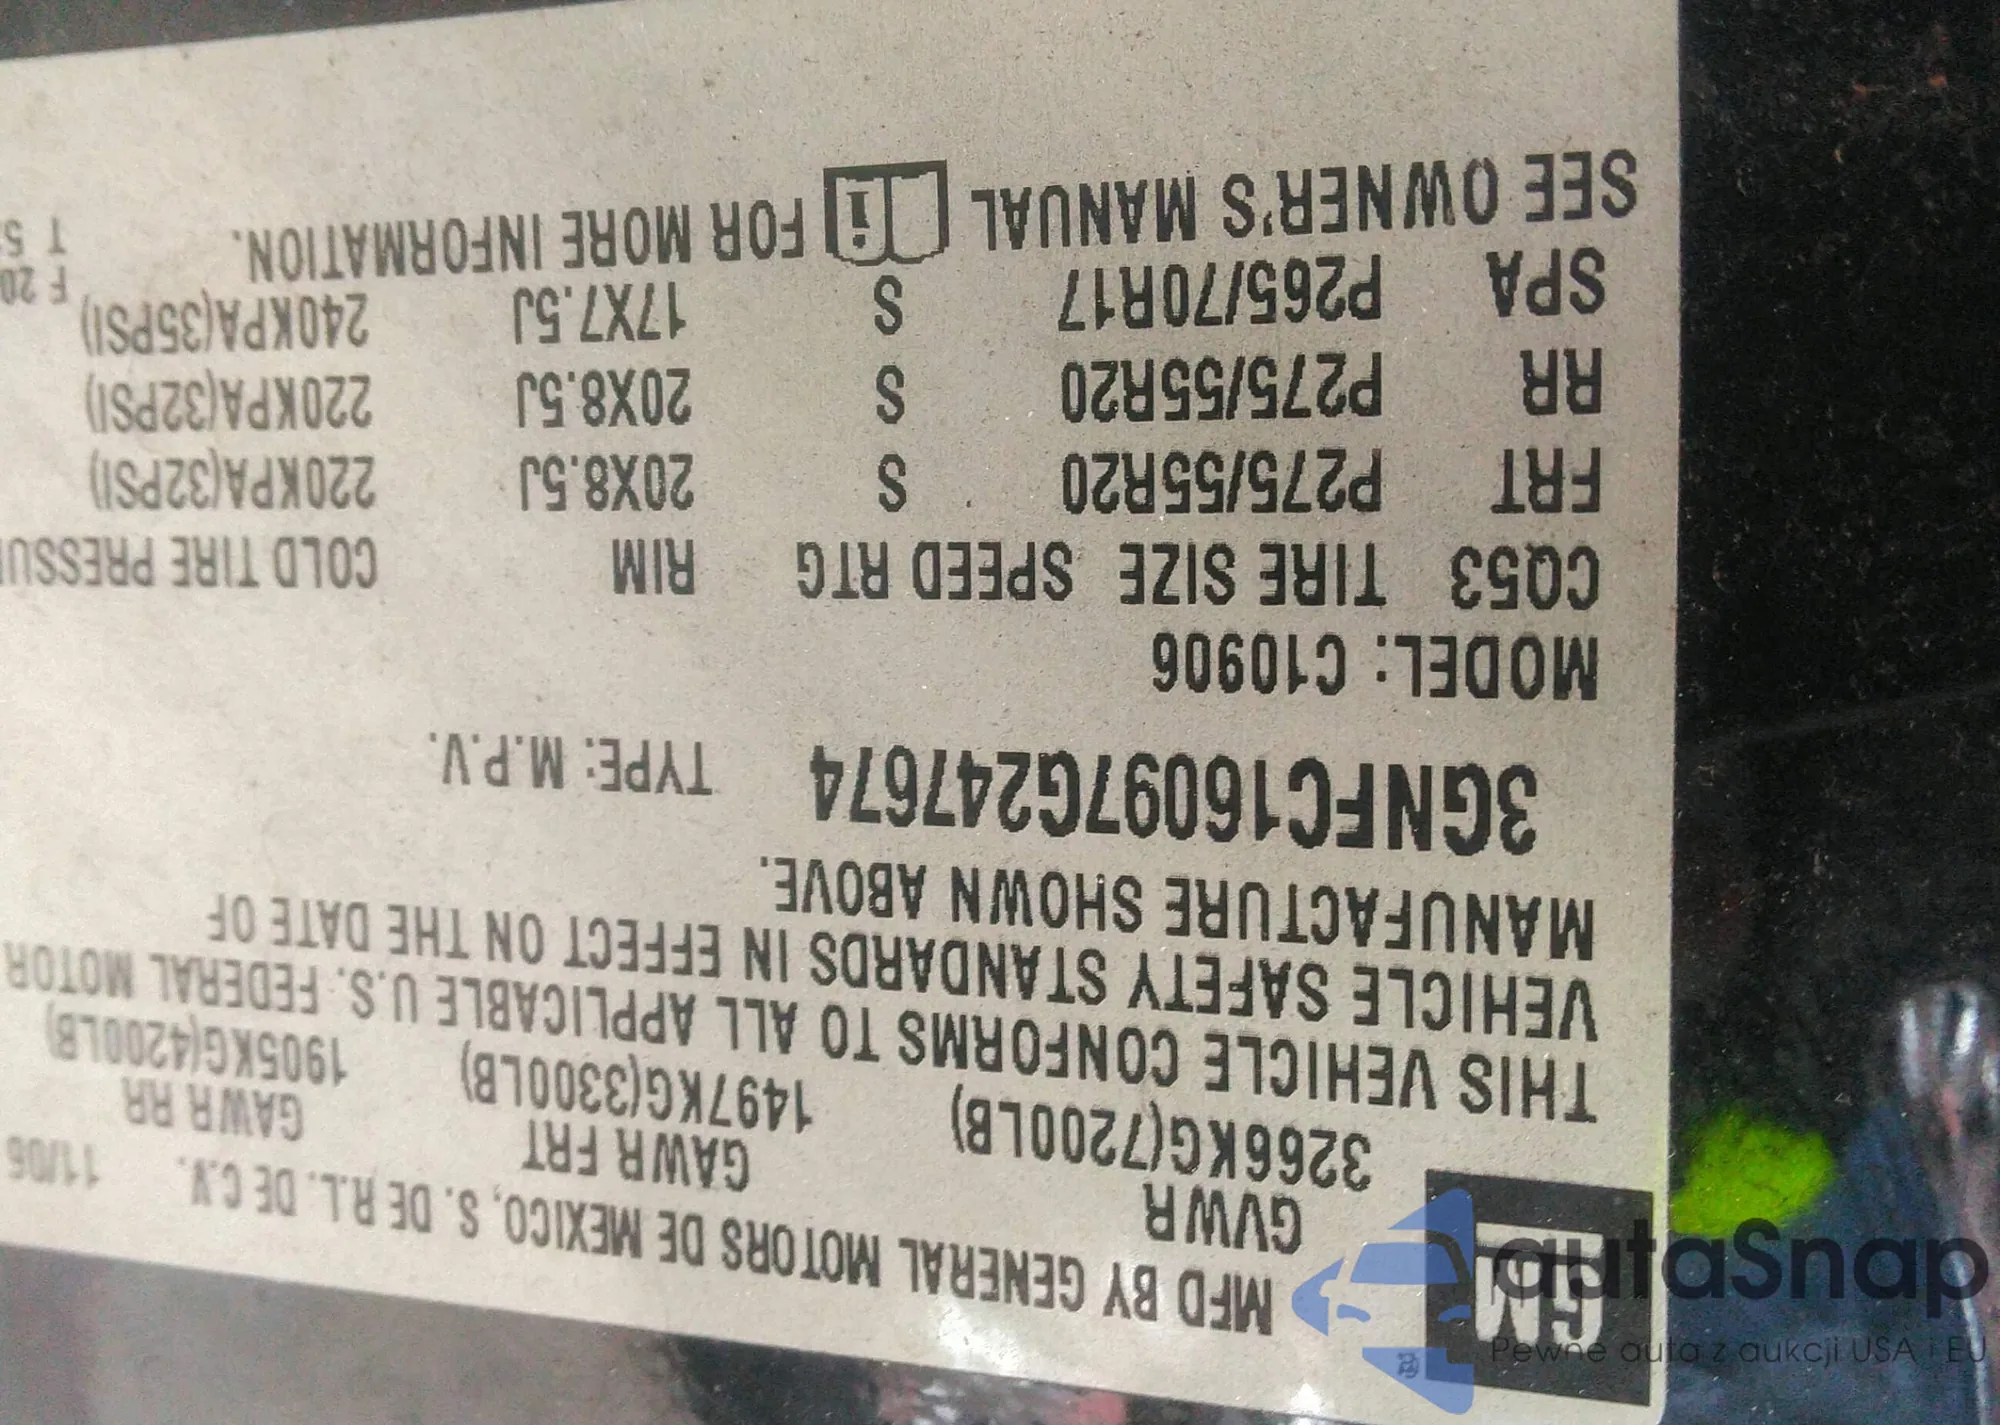 GM
MFD BY GENERAL MOTORS DE MEXICO, S. DE R.L. DE C.V. 11/06
GVWR GAWR FRT GAWR RR
3266KG(7200LB) 1497KG(3300LB) 1905KG(4200LB)
THIS VEHICLE CONFORMS TO ALL APPLICABLE U.S. FEDERAL MOTOR
VEHICLE SAFETY STANDARDS IN EFFECT ON THE DATE OF
MANUFACTURE SHOWN ABOVE.
3GNFC16097G247674 TYPE: M.P.V.
MODEL: C10906
CQ53 TIRE SIZE SPEED RTG RIM COLD TIRE PRESSU
FRT P275/55R20 S 20X8.5J 220KPA(32PSI)
RR P275/55R20 S 20X8.5J 220KPA(32PSI)
SPA P265/70R17 S 17X7.5J 240KPA(35PSI)
SEE OWNER'S MANUAL i FOR MORE INFORMATION.
F 20
T 5
autaSnap
Pewne auta z aukcji USA i EU